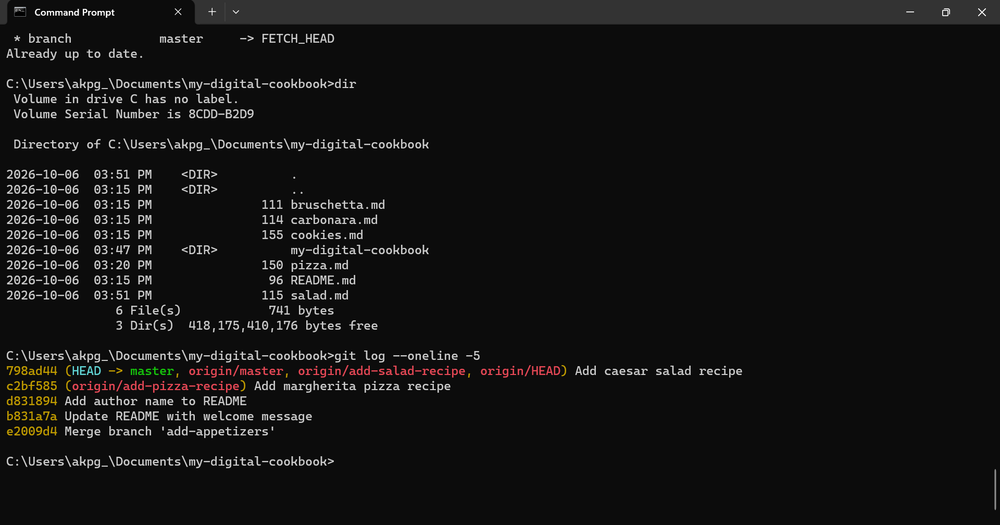 Command Prompt
 * branch            master     -> FETCH_HEAD
Already up to date.

C:\Users\akpg_\Documents\my-digital-cookbook>dir
 Volume in drive C has no label.
 Volume Serial Number is 8CDD-B2D9

 Directory of C:\Users\akpg_\Documents\my-digital-cookbook

2026-10-06  03:51 PM    <DIR>          .
2026-10-06  03:15 PM    <DIR>          ..
2026-10-06  03:15 PM               111 bruschetta.md
2026-10-06  03:15 PM               114 carbonara.md
2026-10-06  03:15 PM               155 cookies.md
2026-10-06  03:47 PM    <DIR>          my-digital-cookbook
2026-10-06  03:20 PM               150 pizza.md
2026-10-06  03:15 PM                96 README.md
2026-10-06  03:51 PM               115 salad.md
               6 File(s)            741 bytes
               3 Dir(s)  418,175,410,176 bytes free

C:\Users\akpg_\Documents\my-digital-cookbook>git log --oneline -5
798ad44 (HEAD -> master, origin/master, origin/add-salad-recipe, origin/HEAD) Add caesar salad recipe
c2bf585 (origin/add-pizza-recipe) Add margherita pizza recipe
d831894 Add author name to README
b831a7a Update README with welcome message
e2009d4 Merge branch 'add-appetizers'

C:\Users\akpg_\Documents\my-digital-cookbook>